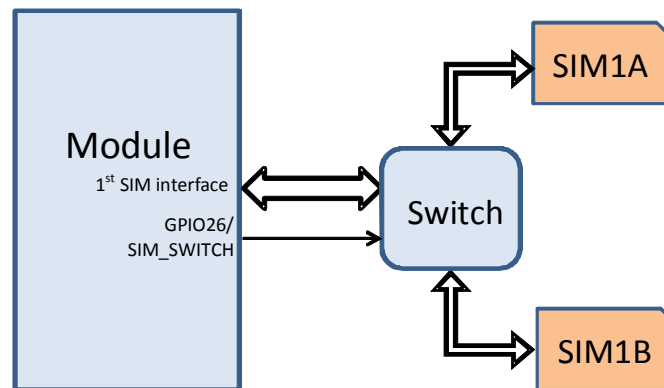 Module
1st SIM interface
GPIO26/
SIM_SWITCH
Switch
SIM1A
SIM1B